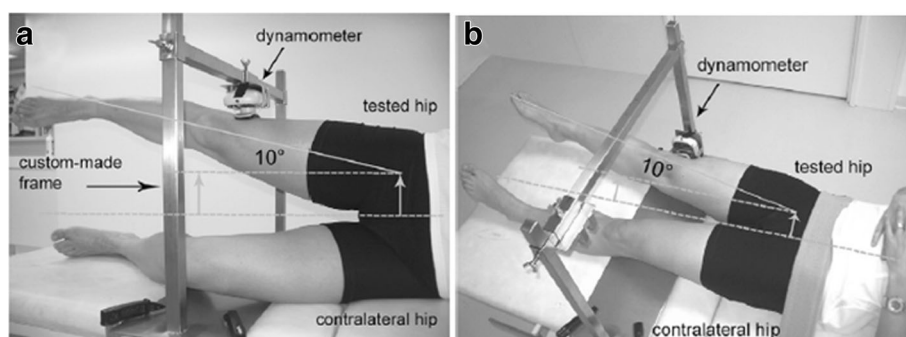 a
dynamometer
tested hip
10°
custom-made
frame
contralateral hip
b
dynamometer
tested hip
10°
contralateral hip